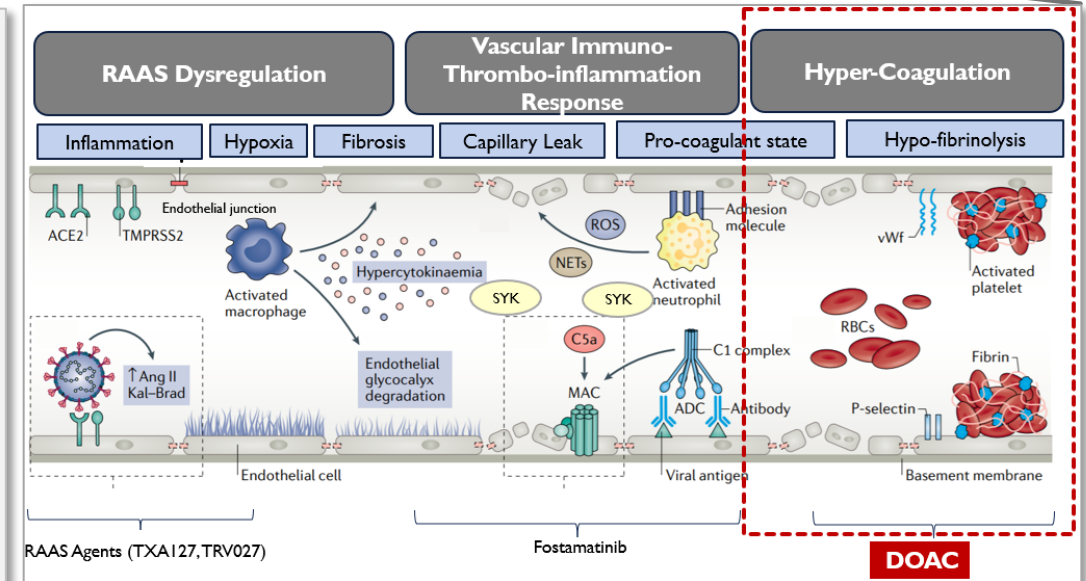 RAAS Dysregulation
Vascular Immuno-
Thrombo-inflammation
Response
Hyper-Coagulation
Inflammation
Hypoxia
Fibrosis
Capillary Leak
Pro-coagulant state
Hypo-fibrinolysis
ACE2
TMPRSS2
Endothelial junction
Activated
macrophage
Hypercytokinaemia
ROS
NETs
Adhesion
molecule
Activated
neutrophil
vWf
Activated
platelet
SYK
SYK
↑Ang II
Kal–Brad
Endothelial
glycocalyx
degradation
C5a
MAC
C1 complex
ADC
Antibody
RBCs
Fibrin
P-selectin
Endothelial cell
Viral antigen
Basement membrane
RAAS Agents (TXA127, TRV027)
Fostamatinib
DOAC